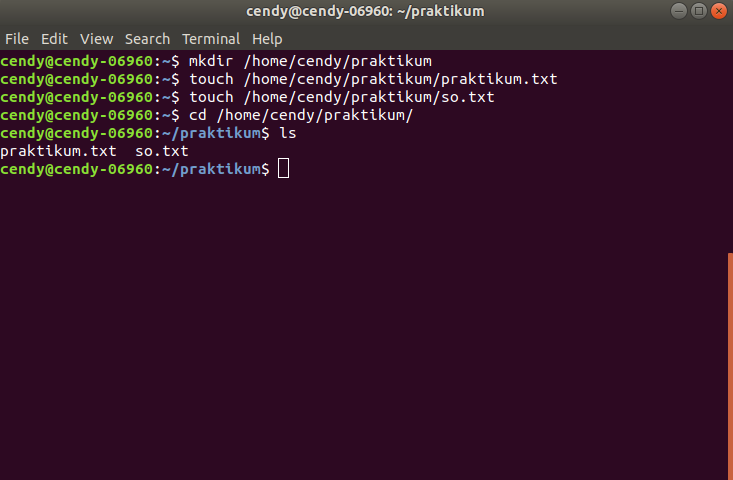 cendy@cendy-06960: ~/praktikum
File Edit View Search Terminal Help
cendy@cendy-06960:~$ mkdir /home/cendy/praktikum
cendy@cendy-06960:~$ touch /home/cendy/praktikum/praktikum.txt
cendy@cendy-06960:~$ touch /home/cendy/praktikum/so.txt
cendy@cendy-06960:~$ cd /home/cendy/praktikum/
cendy@cendy-06960:~/praktikum$ ls
praktikum.txt  so.txt
cendy@cendy-06960:~/praktikum$